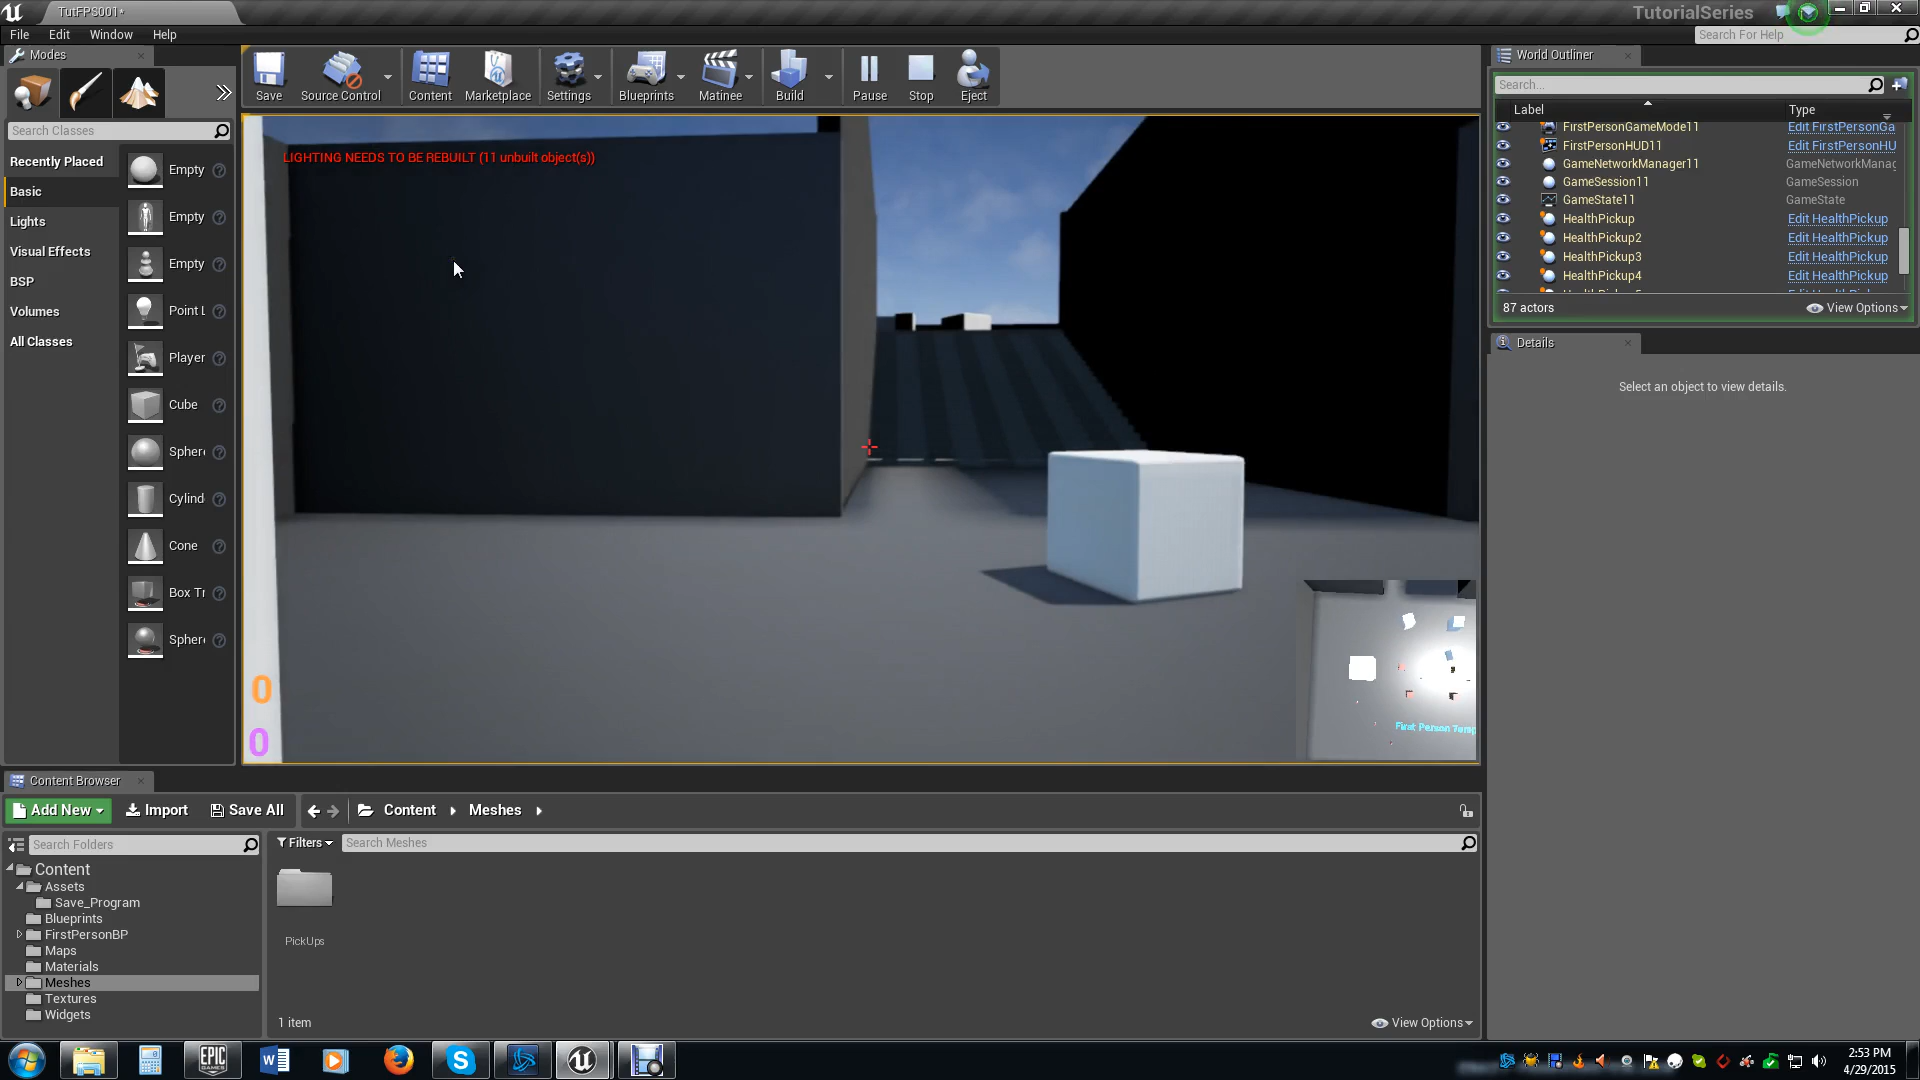 TutFPS001*
TutorialSeries
File Edit Window Help
Search For Help
Modes
Search Classes
Recently Placed
Basic
Lights
Visual Effects
BSP
Volumes
All Classes
Empty
Empty
Empty
Point L
Player
Cube
Spher
Cylind
Cone
Box Tr
Spher
Save
Source Control
Content
Marketplace
Settings
Blueprints
Matinee
Build
Pause
Stop
Eject
LIGHTING NEEDS TO BE REBUILT (11 unbuilt object(s))
0
0
First Person Temp
World Outliner
Search...
Label Type
FirstPersonGameMode11 Edit FirstPersonGa
FirstPersonHUD11 Edit FirstPersonHU
GameNetworkManager11 GameNetworkManag
GameSession11 GameSession
GameState11 GameState
HealthPickup Edit HealthPickup
HealthPickup2 Edit HealthPickup
HealthPickup3 Edit HealthPickup
HealthPickup4 Edit HealthPickup
87 actors View Options
Details
Select an object to view details.
Content Browser
Add New Import Save All Content Meshes
Search Folders
Content
Assets
Save_Program
Blueprints
FirstPersonBP
Maps
Materials
Meshes
Textures
Widgets
Filters Search Meshes
PickUps
1 item View Options
EPIC
GAMES
2:53 PM
4/29/2015